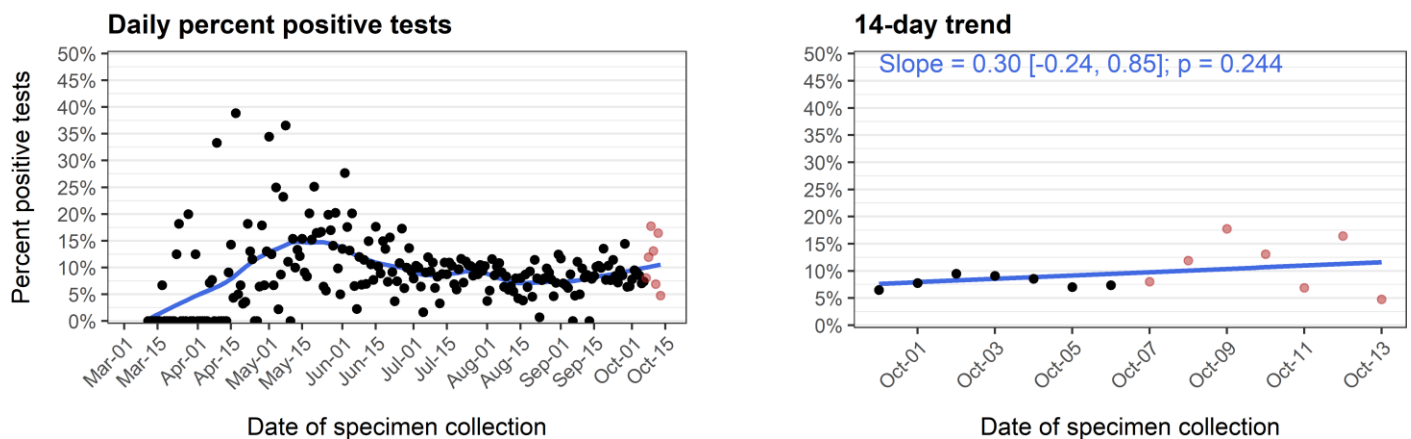 Daily percent positive tests
50%
45%
40%
35%
30%
25%
20%
15%
10%
5%
0%
Percent positive tests
Mar-01
Mar-15
Apr-01
Apr-15
May-01
May-15
Jun-01
Jun-15
Jul-01
Jul-15
Aug-01
Aug-15
Sep-01
Sep-15
Oct-01
Oct-15
Date of specimen collection
14-day trend
Slope = 0.30 [-0.24, 0.85]; p = 0.244
50%
45%
40%
35%
30%
25%
20%
15%
10%
5%
0%
Oct-01
Oct-03
Oct-05
Oct-07
Oct-09
Oct-11
Oct-13
Date of specimen collection